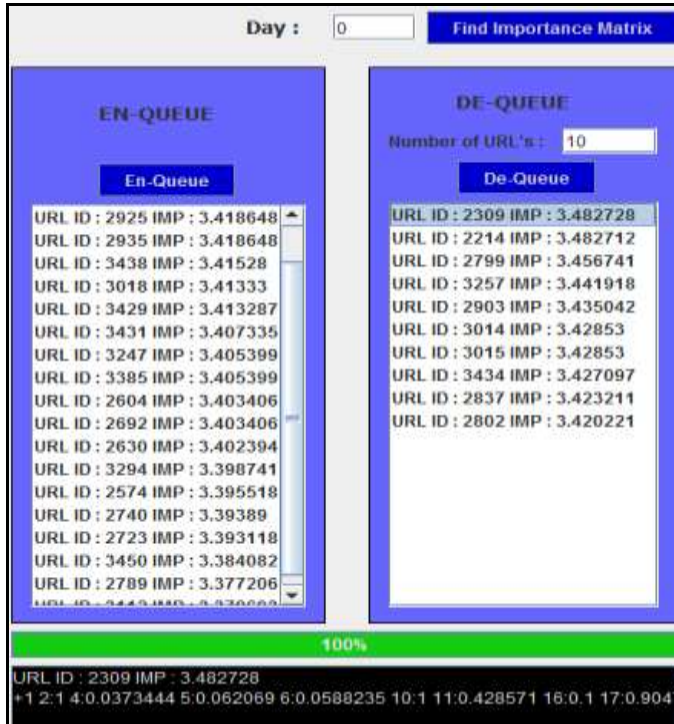 Day : 0 Find Importance Matrix
EN-QUEUE
En-Queue
URL ID : 2925 IMP : 3.418648
URL ID : 2935 IMP : 3.418648
URL ID : 3438 IMP : 3.41528
URL ID : 3018 IMP : 3.41333
URL ID : 3429 IMP : 3.413287
URL ID : 3431 IMP : 3.407335
URL ID : 3247 IMP : 3.405399
URL ID : 3385 IMP : 3.405399
URL ID : 2604 IMP : 3.403406
URL ID : 2692 IMP : 3.403406
URL ID : 2630 IMP : 3.402394
URL ID : 3294 IMP : 3.398741
URL ID : 2574 IMP : 3.395518
URL ID : 2740 IMP : 3.39389
URL ID : 2723 IMP : 3.393118
URL ID : 3450 IMP : 3.384082
URL ID : 2789 IMP : 3.377206
DE-QUEUE
Number of URL's : 10
De-Queue
URL ID : 2309 IMP : 3.482728
URL ID : 2214 IMP : 3.482712
URL ID : 2799 IMP : 3.456741
URL ID : 3257 IMP : 3.441918
URL ID : 2903 IMP : 3.435042
URL ID : 3014 IMP : 3.42853
URL ID : 3015 IMP : 3.42853
URL ID : 3434 IMP : 3.427097
URL ID : 2837 IMP : 3.423211
URL ID : 2802 IMP : 3.420221
100%
URL ID : 2309 IMP : 3.482728
+1 2:1 4:0.0373444 5:0.062069 6:0.0588235 10:1 11:0.428571 16:0.1 17:0.904